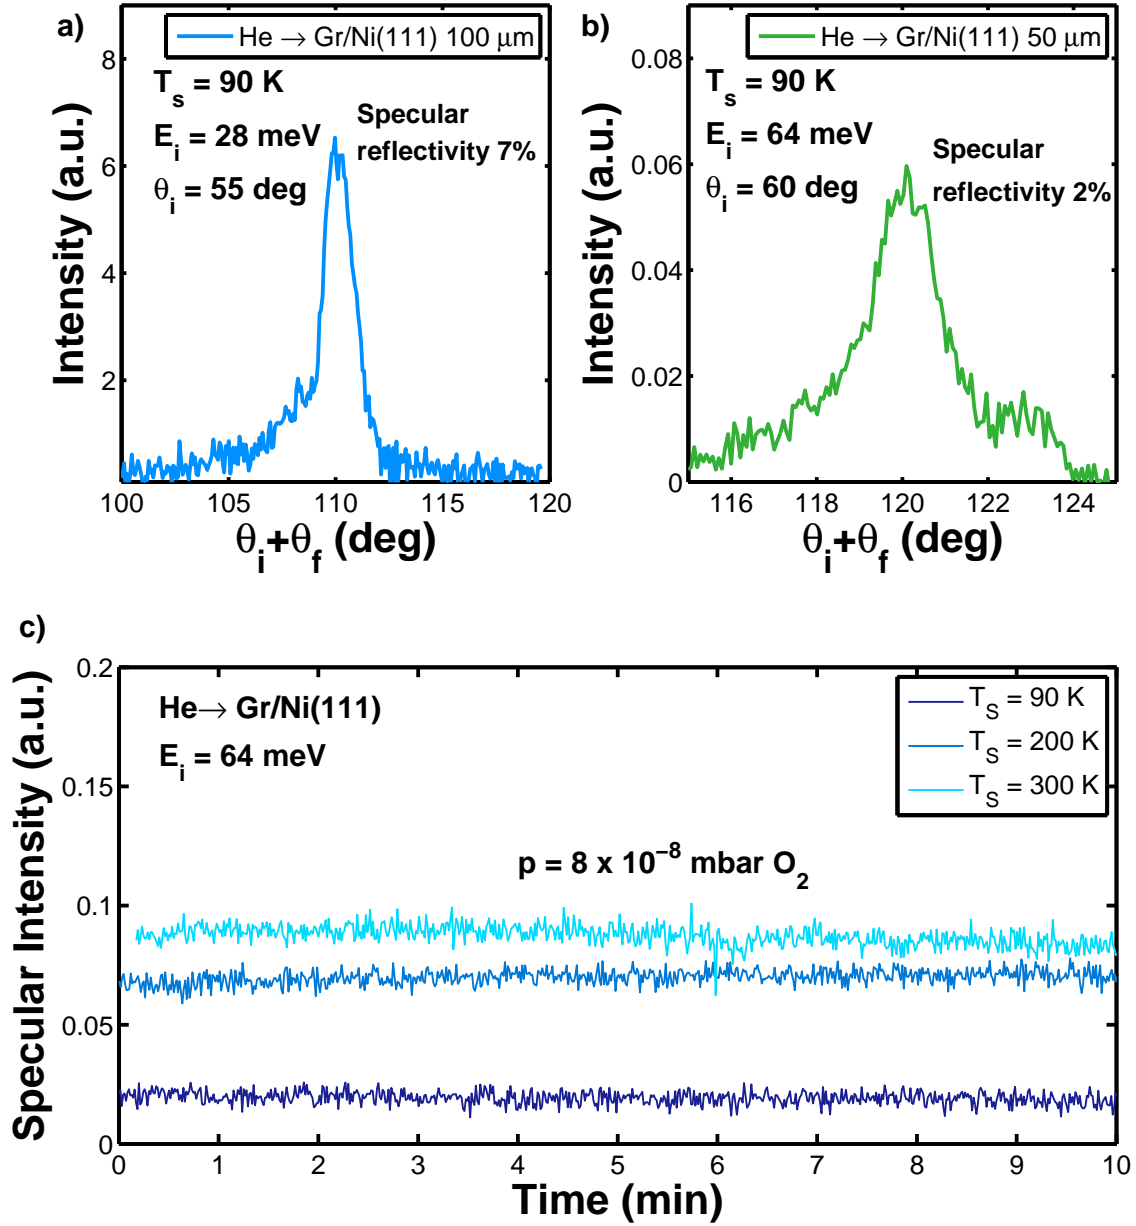 a)
He → Gr/Ni(111) 100 μm
T_s = 90 K
E_i = 28 meV
θ_i = 55 deg
Specular
reflectivity 7%
Intensity (a.u.)
8
6
4
2
100 105 110 115 120
θ_i+θ_f (deg)
b)
He → Gr/Ni(111) 50 μm
T_s = 90 K
E_i = 64 meV
θ_i = 60 deg
Specular
reflectivity 2%
Intensity (a.u.)
0.08
0.06
0.04
0.02
0
116 118 120 122 124
θ_i+θ_f (deg)
c)
He→ Gr/Ni(111)
E_i = 64 meV
T_S = 90 K
T_S = 200 K
T_S = 300 K
p = 8 x 10^−8 mbar O_2
Specular Intensity (a.u.)
0.2
0.15
0.1
0.05
0
0 1 2 3 4 5 6 7 8 9 10
Time (min)